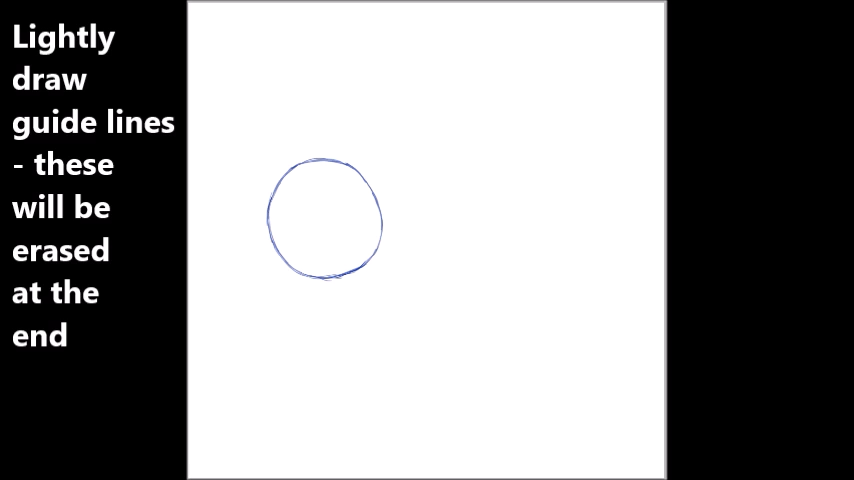 Lightly
draw
guide lines
- these
will be
erased
at the
end